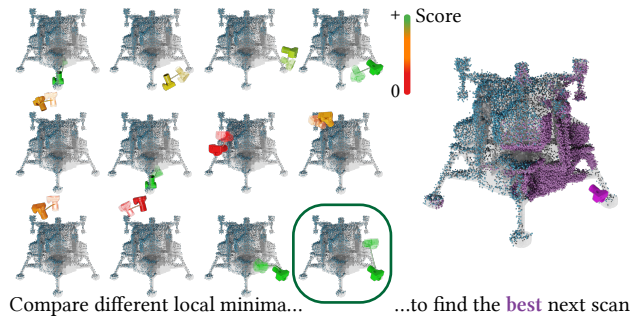 + Score
0
Compare different local minima... ...to find the best next scan